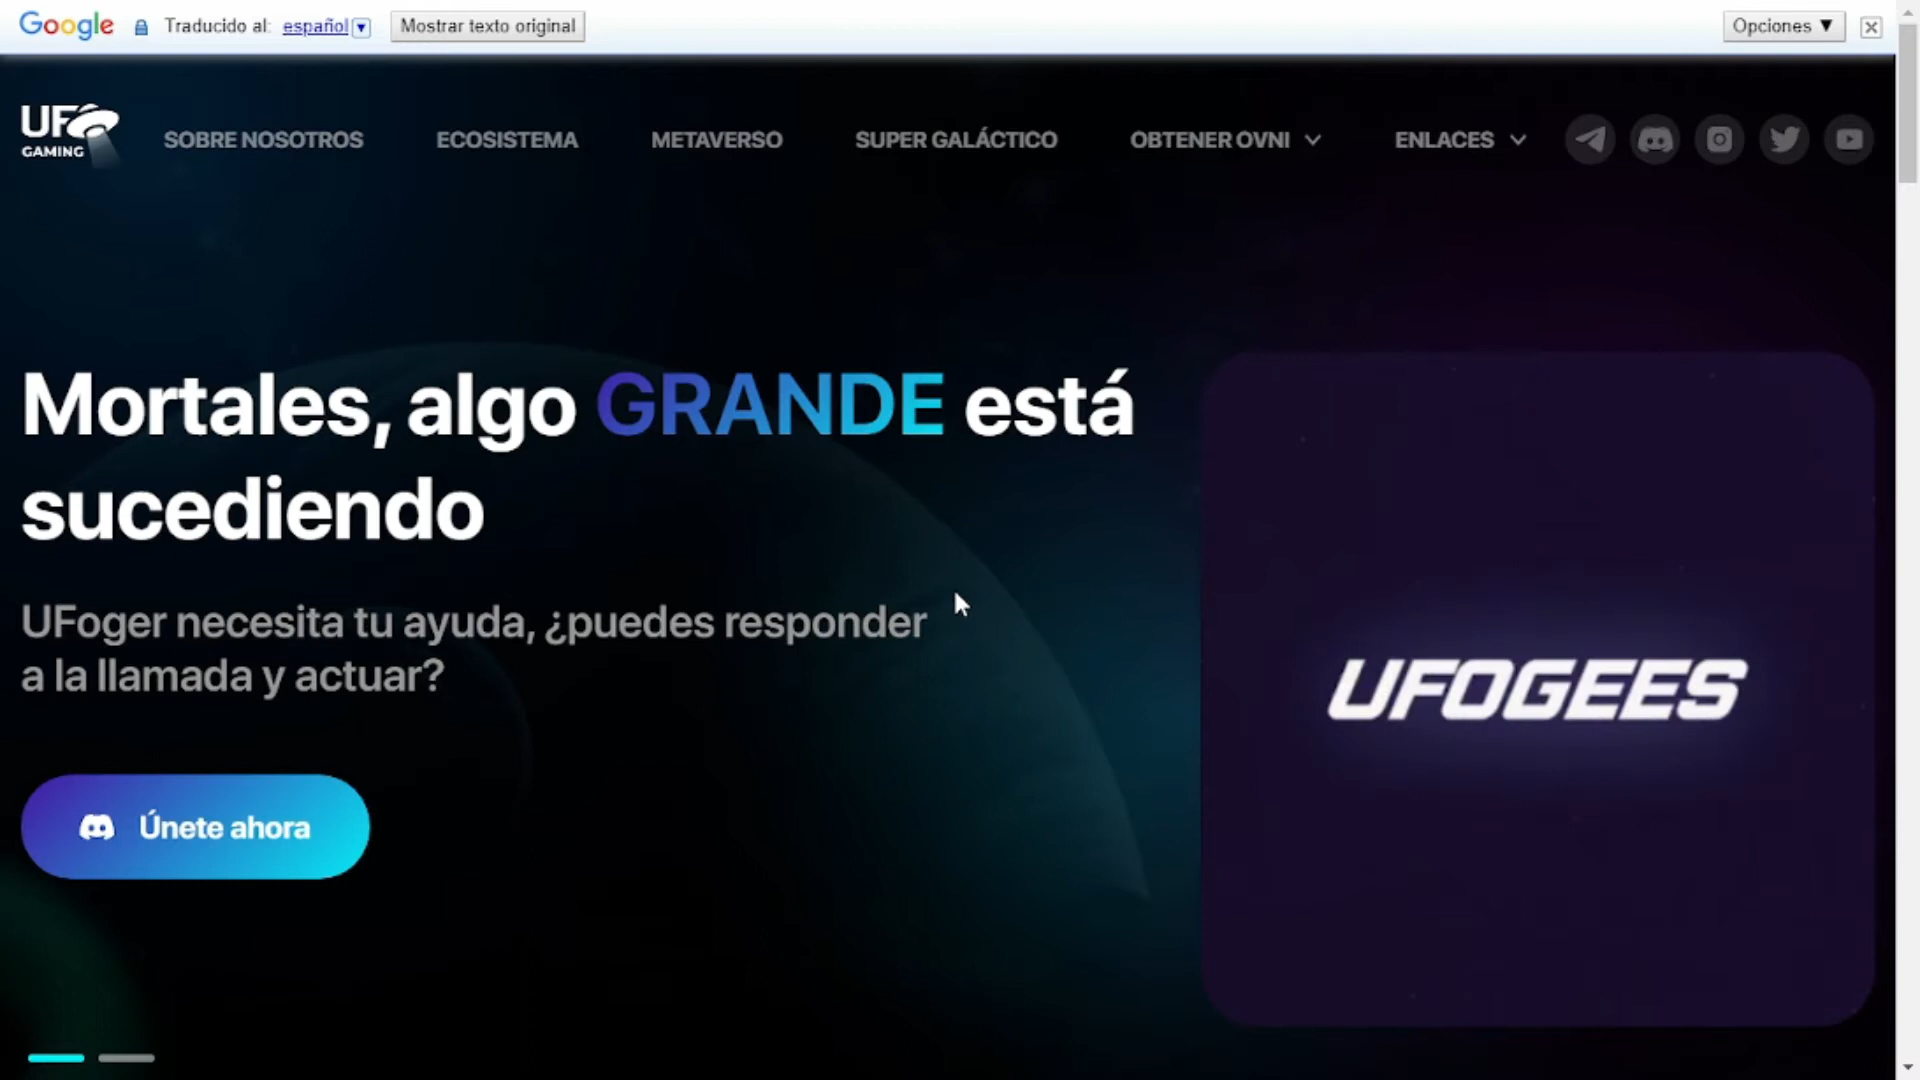 Google Traducido al: español Mostrar texto original Opciones ▼
UFO
GAMING
SOBRE NOSOTROS ECOSISTEMA METAVERSO SUPER GALÁCTICO OBTENER OVNI ENLACES
Mortales, algo GRANDE está
sucediendo
UFoger necesita tu ayuda, ¿puedes responder
a la llamada y actuar?
Únete ahora
UFOGEES